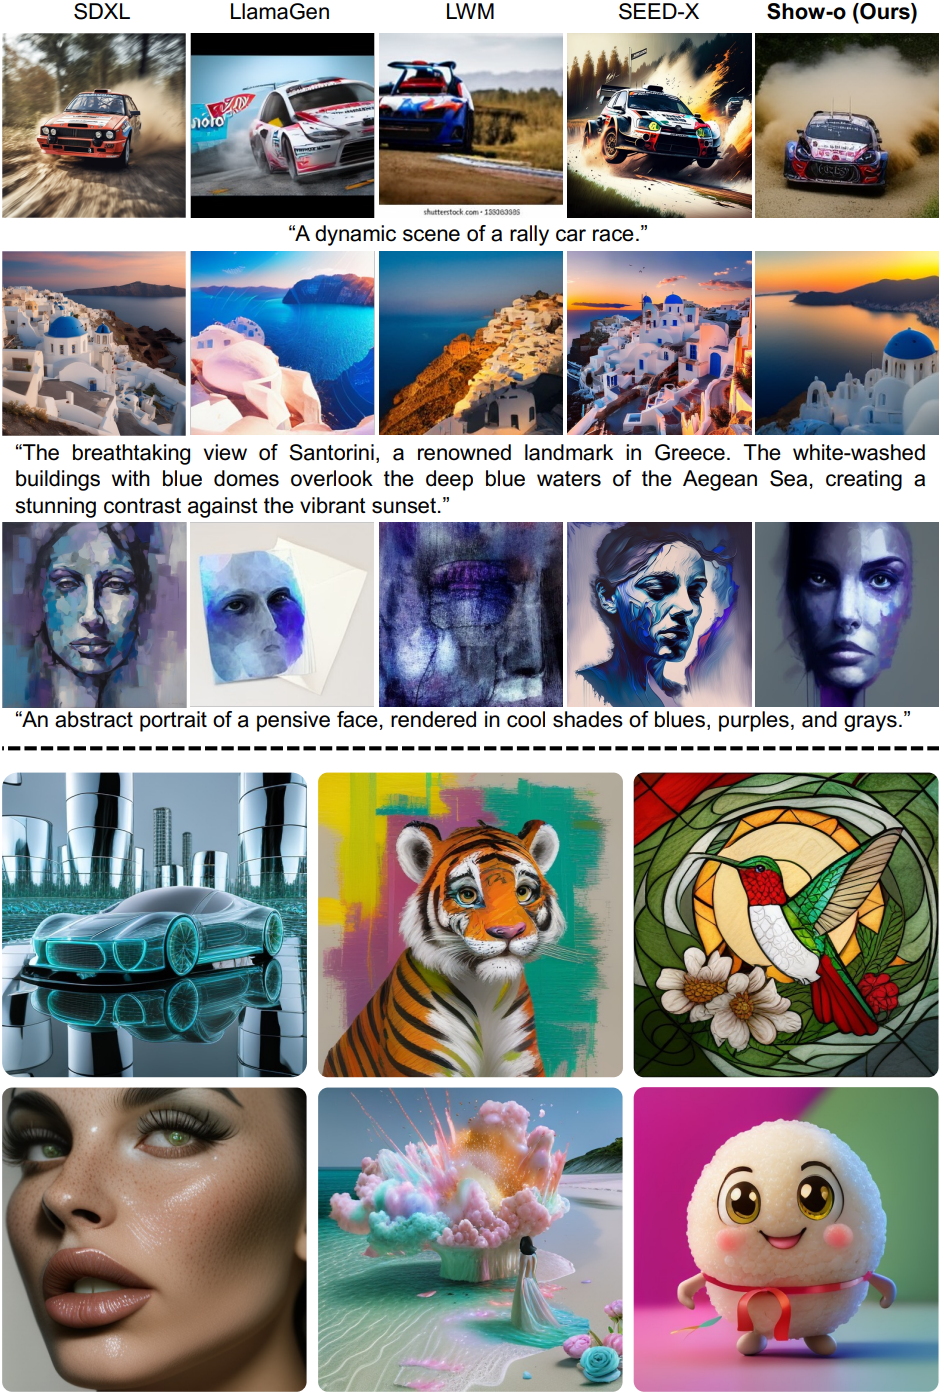 SDXL LlamaGen LWM SEED-X Show-o (Ours)
shutterstock.com
“A dynamic scene of a rally car race.”
“The breathtaking view of Santorini, a renowned landmark in Greece. The white-washed
buildings with blue domes overlook the deep blue waters of the Aegean Sea, creating a
stunning contrast against the vibrant sunset.”
“An abstract portrait of a pensive face, rendered in cool shades of blues, purples, and grays.”